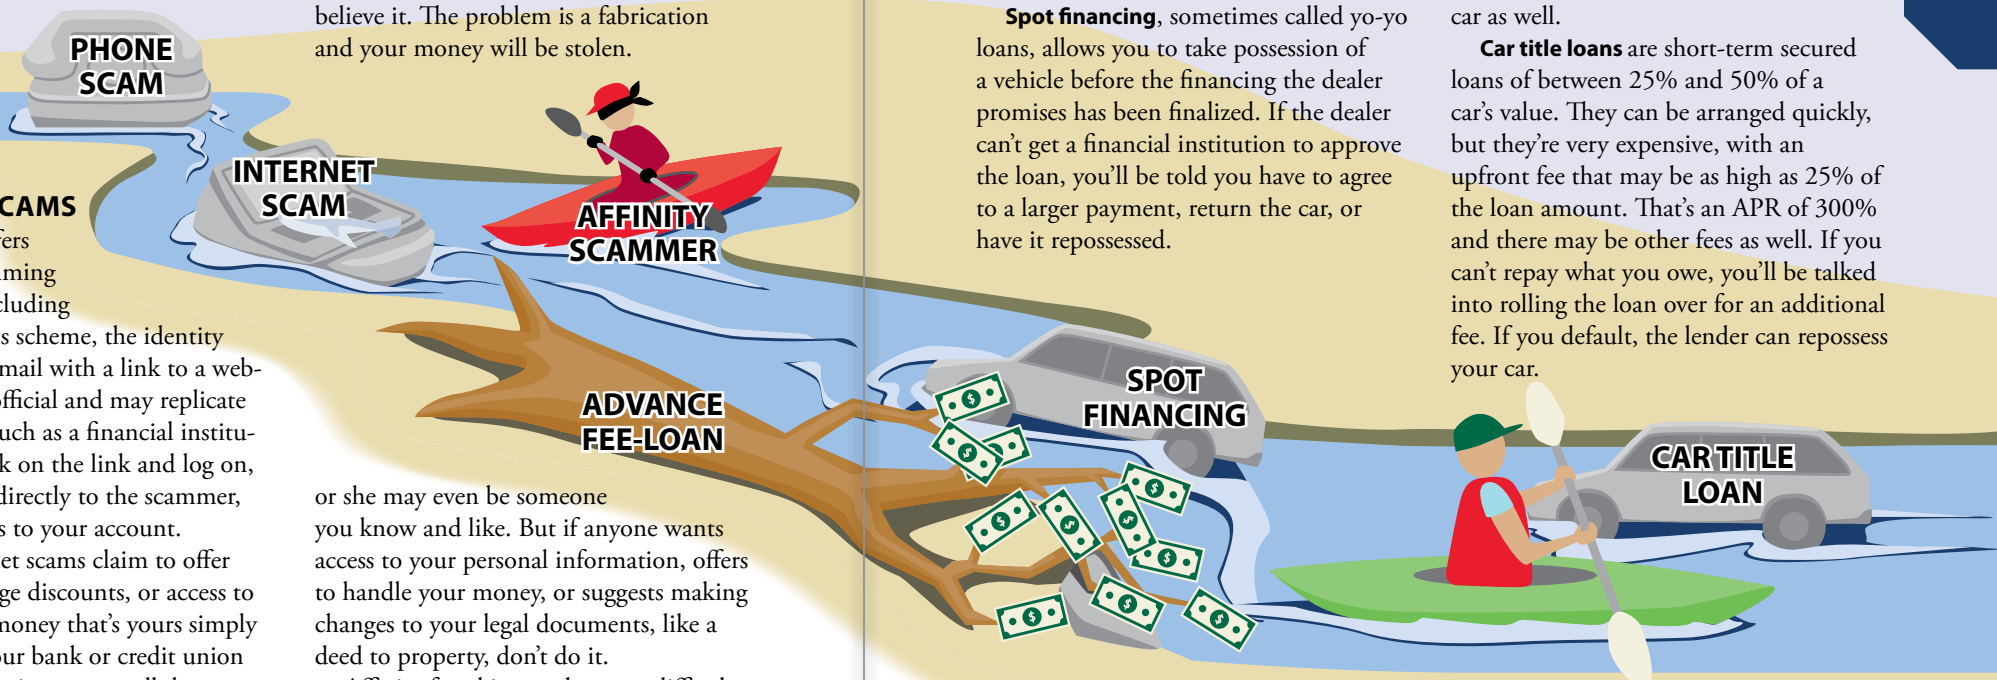 PHONE
SCAM
INTERNET
SCAM
CAMS
fers
ming
cluding
s scheme, the identity
mail with a link to a web-
official and may replicate
uch as a financial institu-
k on the link and log on,
directly to the scammer,
s to your account.
et scams claim to offer
ge discounts, or access to
money that's yours simply
our bank or credit union
believe it. The problem is a fabrication
and your money will be stolen.
AFFINITY
SCAMMER
ADVANCE
FEE-LOAN
or she may even be someone
you know and like. But if anyone wants
access to your personal information, offers
to handle your money, or suggests making
changes to your legal documents, like a
deed to property, don't do it.
Spot financing, sometimes called yo-yo
loans, allows you to take possession of
a vehicle before the financing the dealer
promises has been finalized. If the dealer
can't get a financial institution to approve
the loan, you'll be told you have to agree
to a larger payment, return the car, or
have it repossessed.
SPOT
FINANCING
car as well.
Car title loans are short-term secured
loans of between 25% and 50% of a
car's value. They can be arranged quickly,
but they're very expensive, with an
upfront fee that may be as high as 25% of
the loan amount. That's an APR of 300%
and there may be other fees as well. If you
can't repay what you owe, you'll be talked
into rolling the loan over for an additional
fee. If you default, the lender can repossess
your car.
CAR TITLE
LOAN